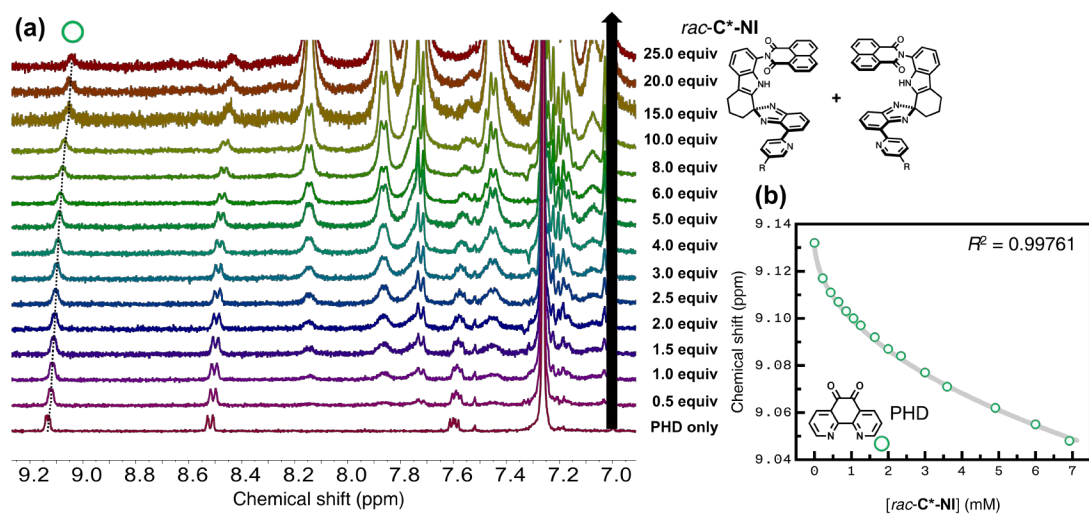 (a)
25.0 equiv
20.0 equiv
15.0 equiv
10.0 equiv
8.0 equiv
6.0 equiv
5.0 equiv
4.0 equiv
3.0 equiv
2.5 equiv
2.0 equiv
1.5 equiv
1.0 equiv
0.5 equiv
PHD only
9.2 9.0 8.8 8.6 8.4 8.2 8.0 7.8 7.6 7.4 7.2 7.0 6.9
Chemical shift (ppm)
rac-C*-NI
O N O
NH
N
N
N
R
+
O N O
HN
N
N
N
R
(b)
9.14
9.12
9.10
9.08
9.06
9.04
Chemical shift (ppm)
R² = 0.99761
O O
PHD
N N
0 1 2 3 4 5 6 7
[rac-C*-NI] (mM)